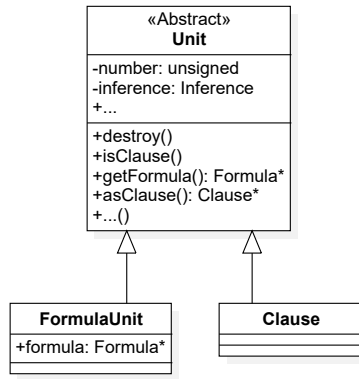 «Abstract»
Unit
-number: unsigned
-inference: Inference
+...
+destroy()
+isClause()
+getFormula(): Formula*
+asClause(): Clause*
+...()
FormulaUnit
+formula: Formula*
Clause